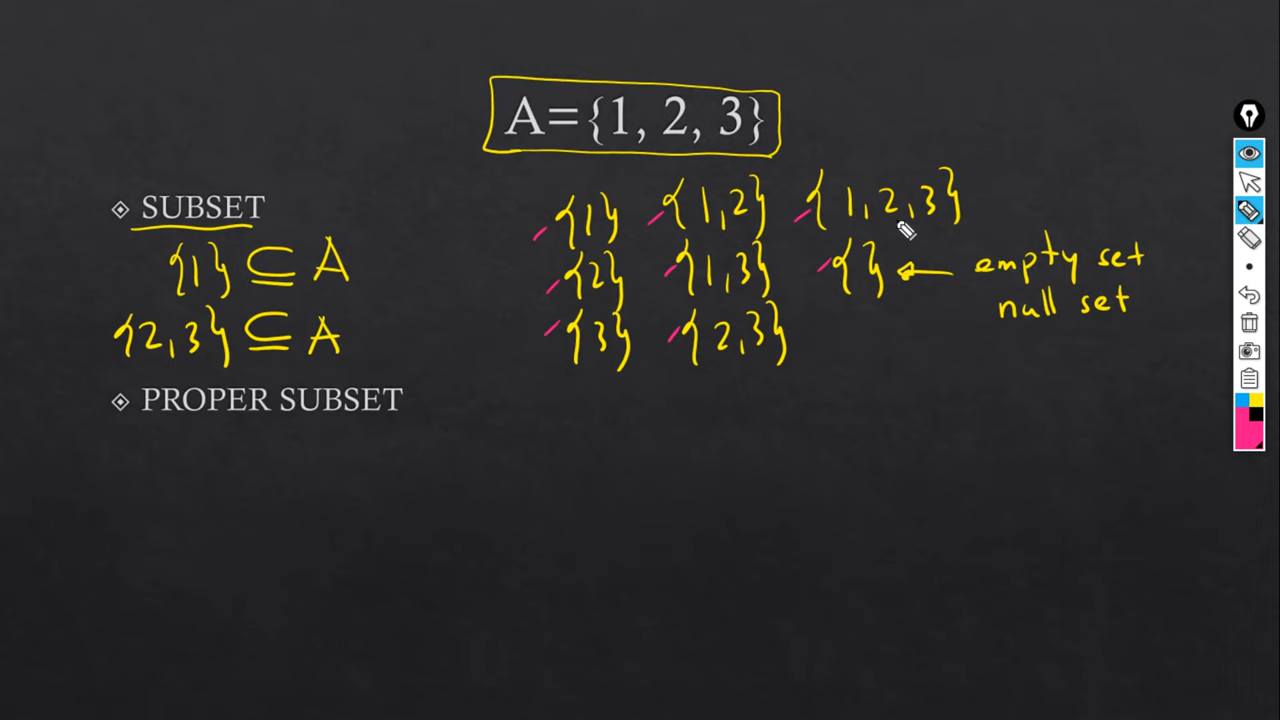 A={1, 2, 3}
SUBSET
{1} ⊆ A
{2,3} ⊆ A
{1} {1,2} {1,2,3}
{2} {1,3} {} ← empty set
null set
{3} {2,3}
PROPER SUBSET